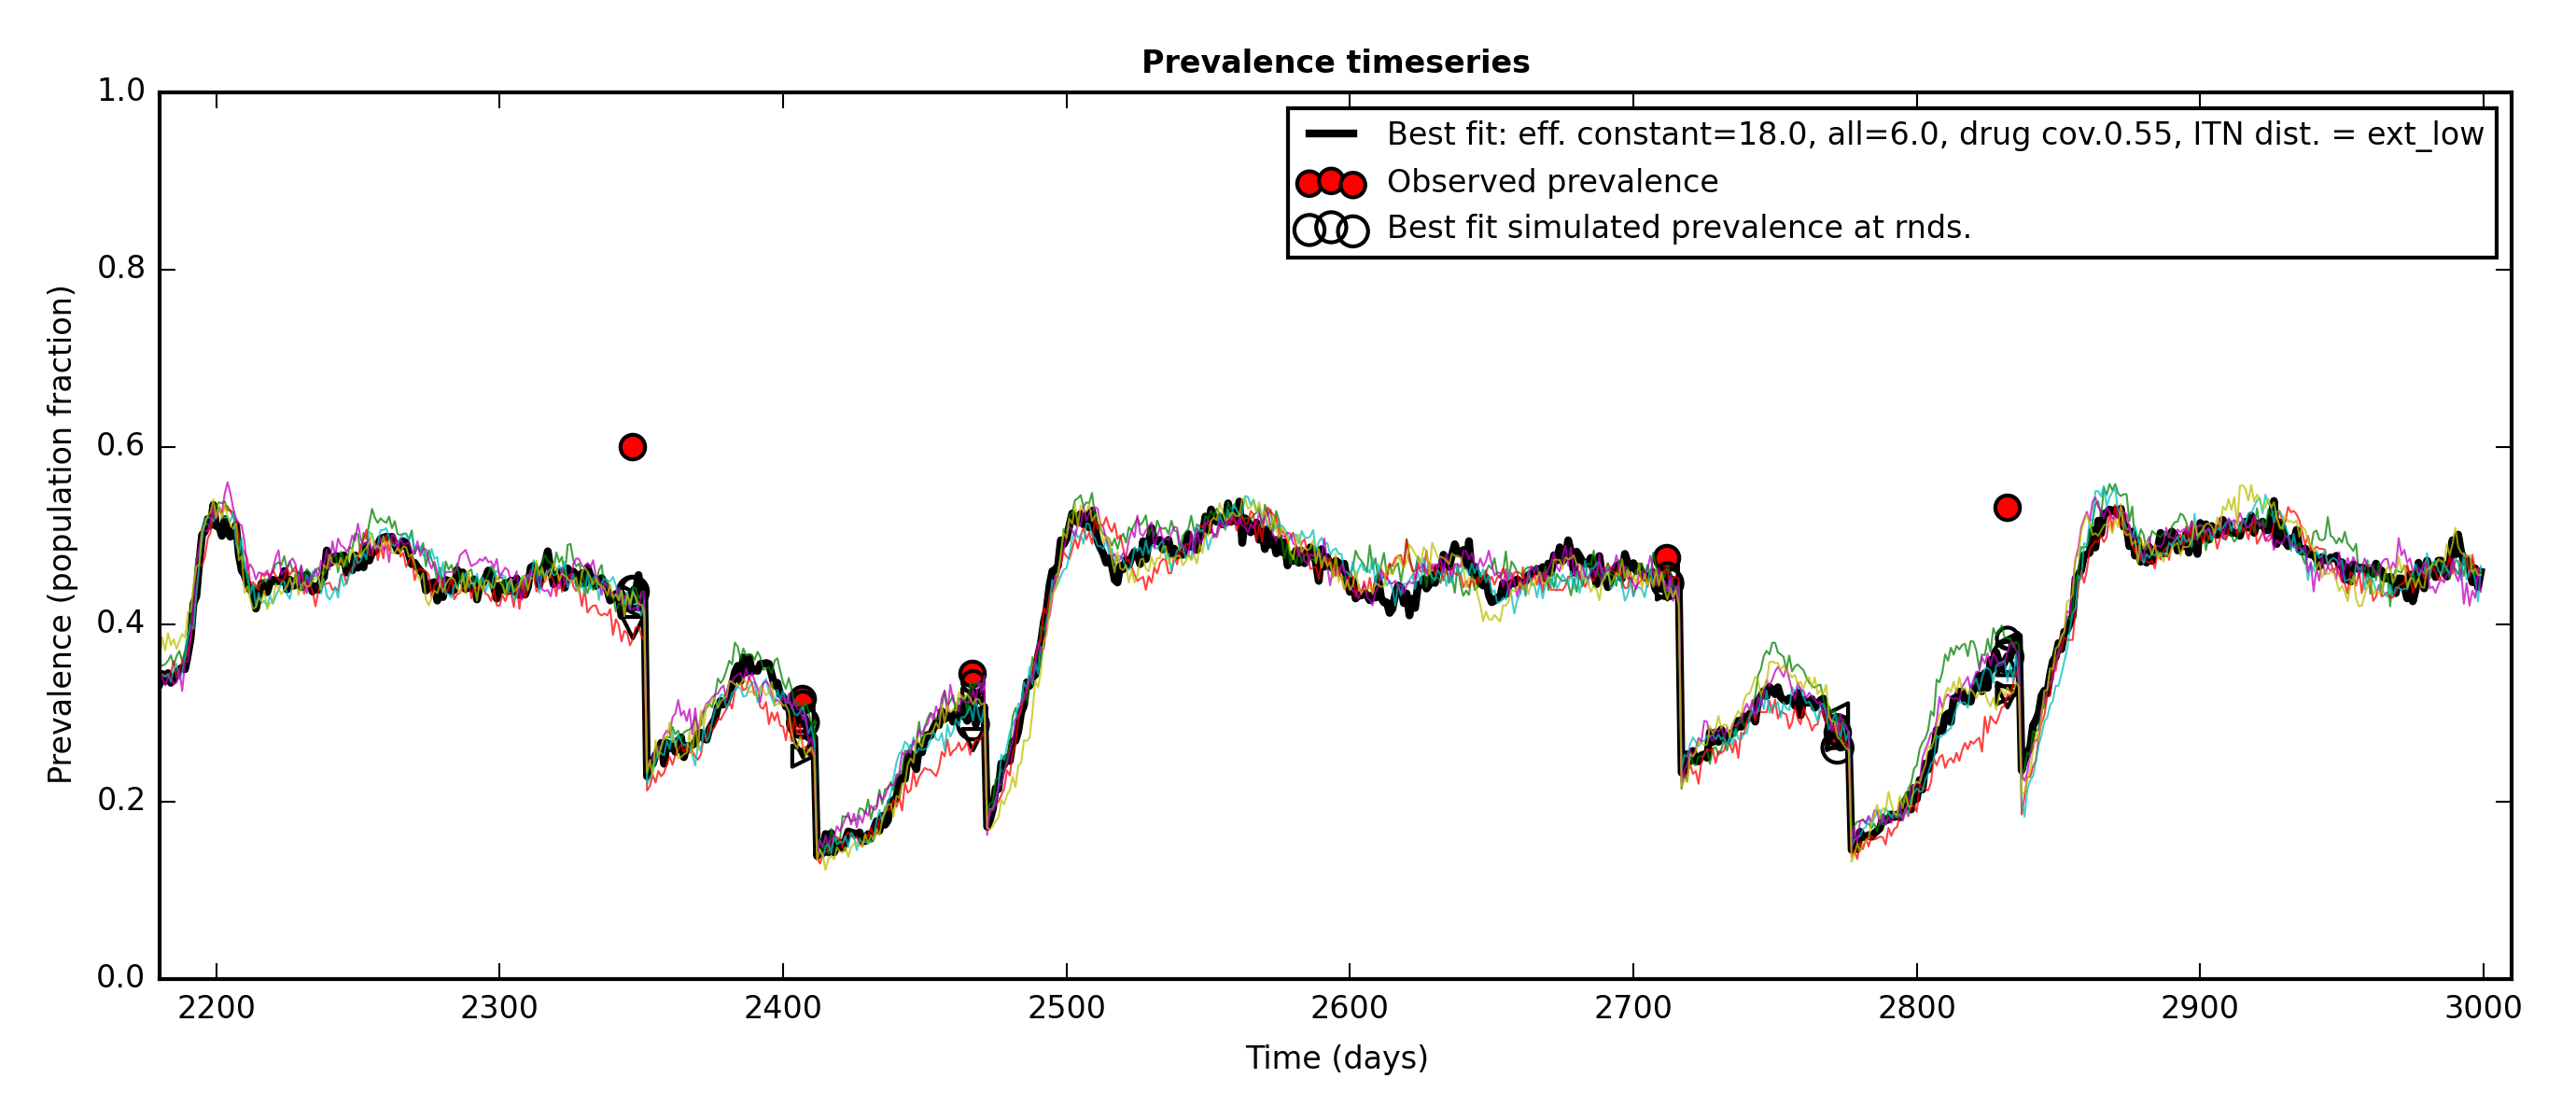 Prevalence timeseries
1.0
0.8
0.6
0.4
0.2
0.0
Prevalence (population fraction)
Best fit: eff. constant=18.0, all=6.0, drug cov.0.55, ITN dist. = ext_low
Observed prevalence
Best fit simulated prevalence at rnds.
2200 2300 2400 2500 2600 2700 2800 2900 3000
Time (days)